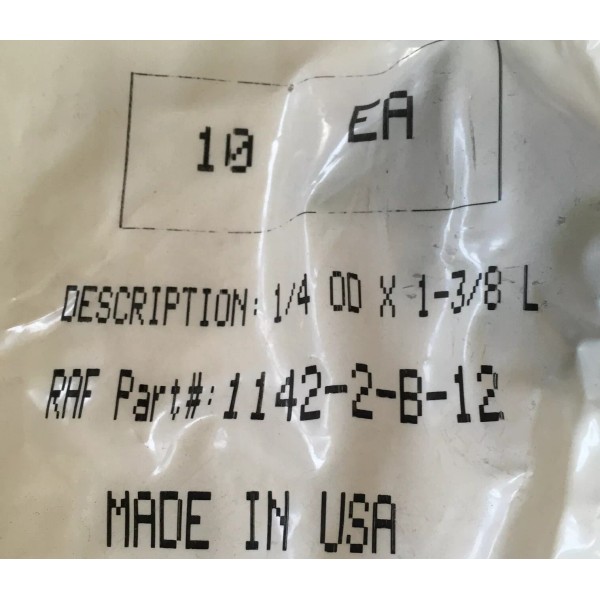 10 EA
DESCRIPTION: 1/4 OD X 1-3/8 L
RAF Part#: 1142-2-B-12
MADE IN USA